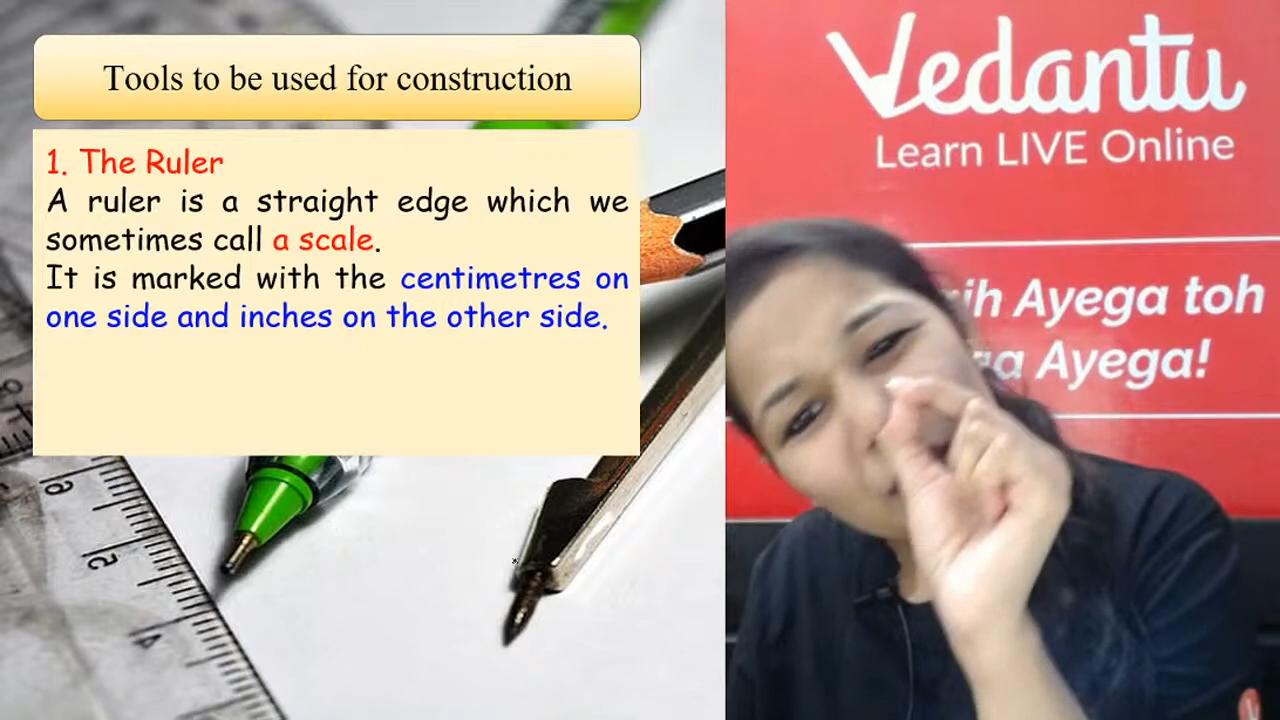 Tools to be used for construction
1. The Ruler
A ruler is a straight edge which we
sometimes call a scale.
It is marked with the centimetres on
one side and inches on the other side.
Vedantu
Learn LIVE Online
Ayega toh
Ayega!